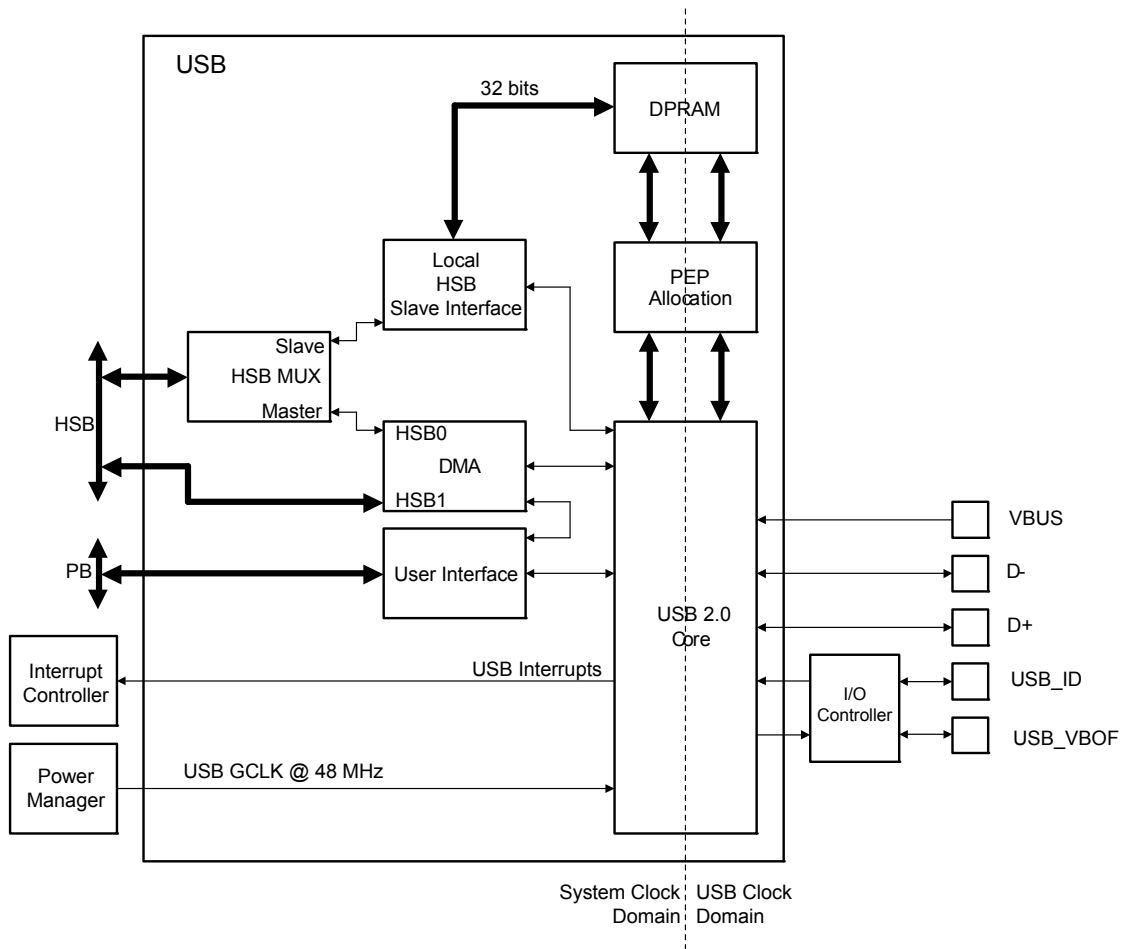 USB
32 bits
DPRAM
Local
HSB
Slave Interface
PEP
Allocation
Slave
HSB MUX
Master
HSB
HSB0
DMA
HSB1
VBUS
PB
User Interface
D-
USB 2.0
Core
D+
Interrupt
Controller
USB Interrupts
I/O
Controller
USB_ID
USB_VBOF
Power
Manager
USB GCLK @ 48 MHz
System Clock
Domain
USB Clock
Domain